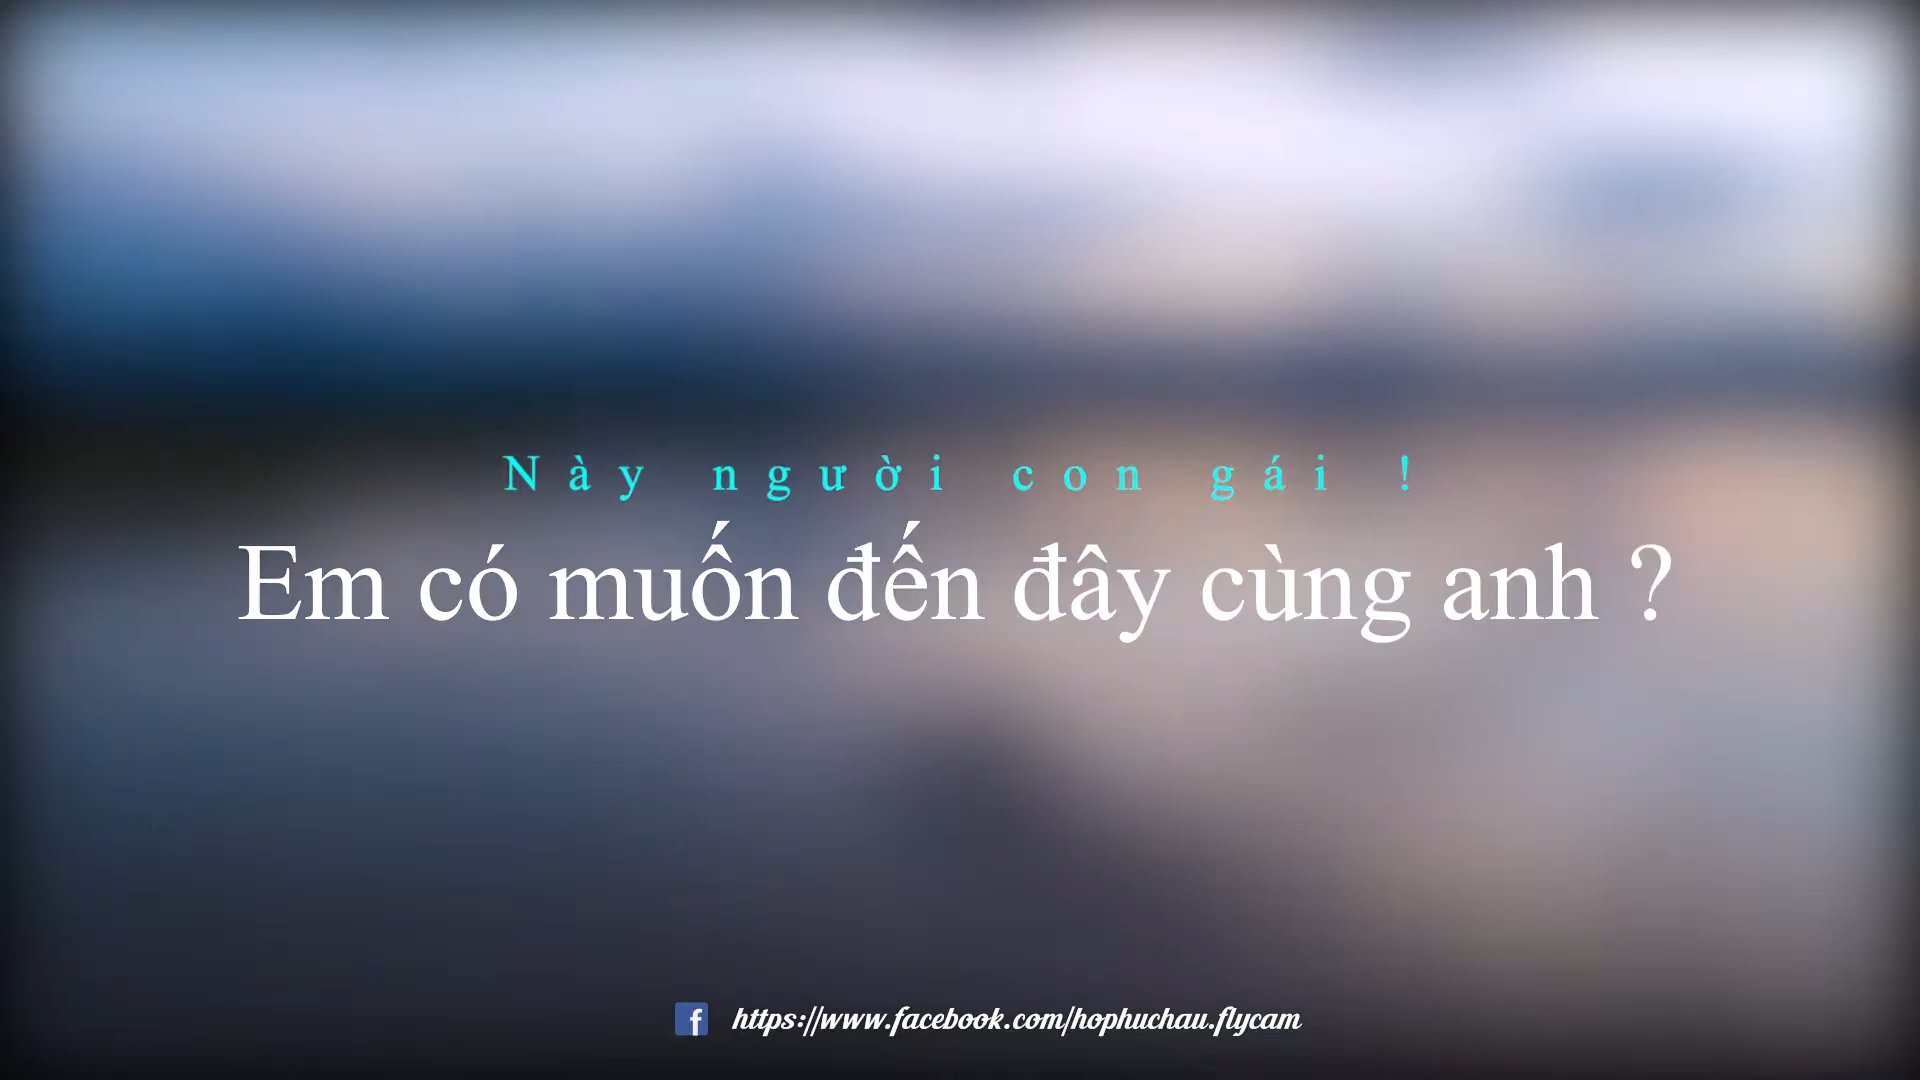 Này người con gái !
Em có muốn đến đây cùng anh ?
f https://www.facebook.com/hophuchau.flycam